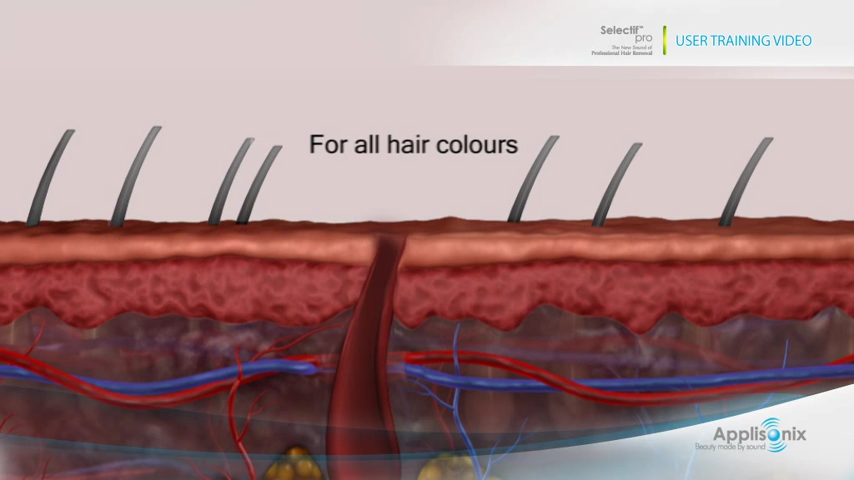 Selectif™
pro
The New Sound of
Professional Hair Removal
USER TRAINING VIDEO
For all hair colours
Applisonix
Beauty made by sound